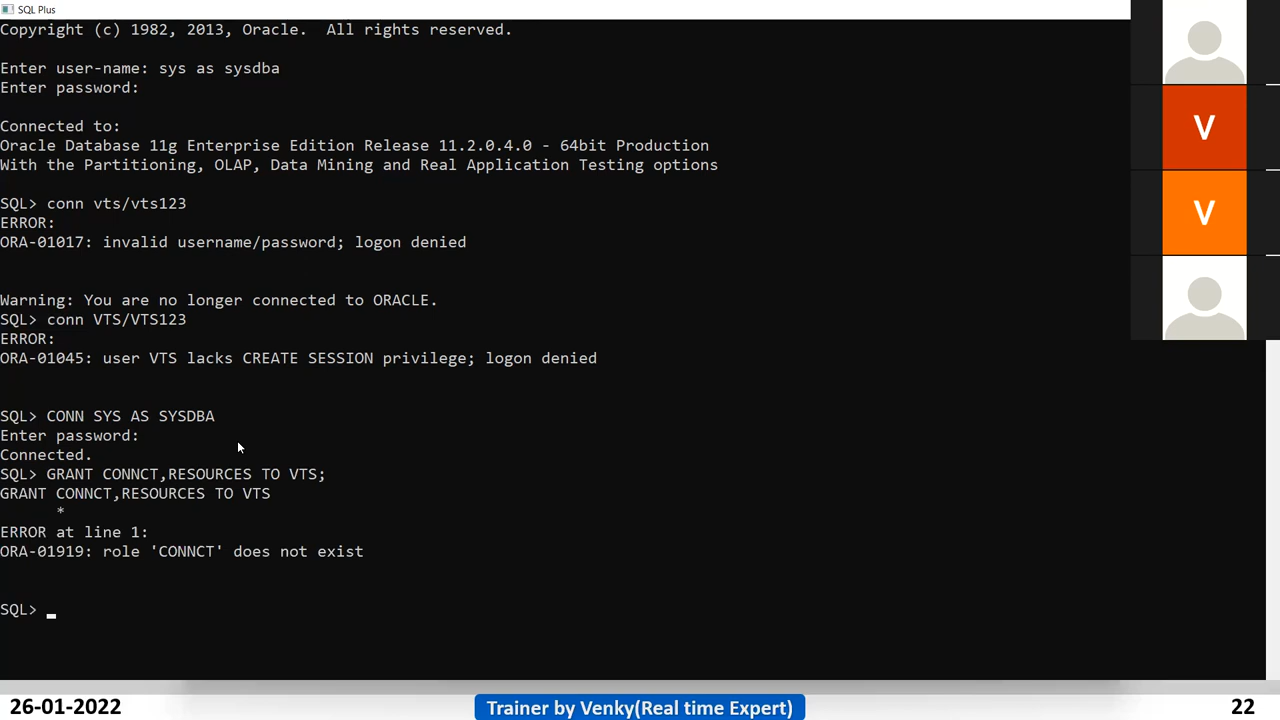 SQL Plus
Copyright (c) 1982, 2013, Oracle.  All rights reserved.
Enter user-name: sys as sysdba
Enter password:
Connected to:
Oracle Database 11g Enterprise Edition Release 11.2.0.4.0 - 64bit Production
With the Partitioning, OLAP, Data Mining and Real Application Testing options
SQL> conn vts/vts123
ERROR:
ORA-01017: invalid username/password; logon denied
Warning: You are no longer connected to ORACLE.
SQL> conn VTS/VTS123
ERROR:
ORA-01045: user VTS lacks CREATE SESSION privilege; logon denied
SQL> CONN SYS AS SYSDBA
Enter password:
Connected.
SQL> GRANT CONNCT,RESOURCES TO VTS;
GRANT CONNCT,RESOURCES TO VTS
*
ERROR at line 1:
ORA-01919: role 'CONNCT' does not exist
SQL>
V
V
26-01-2022
Trainer by Venky(Real time Expert)
22